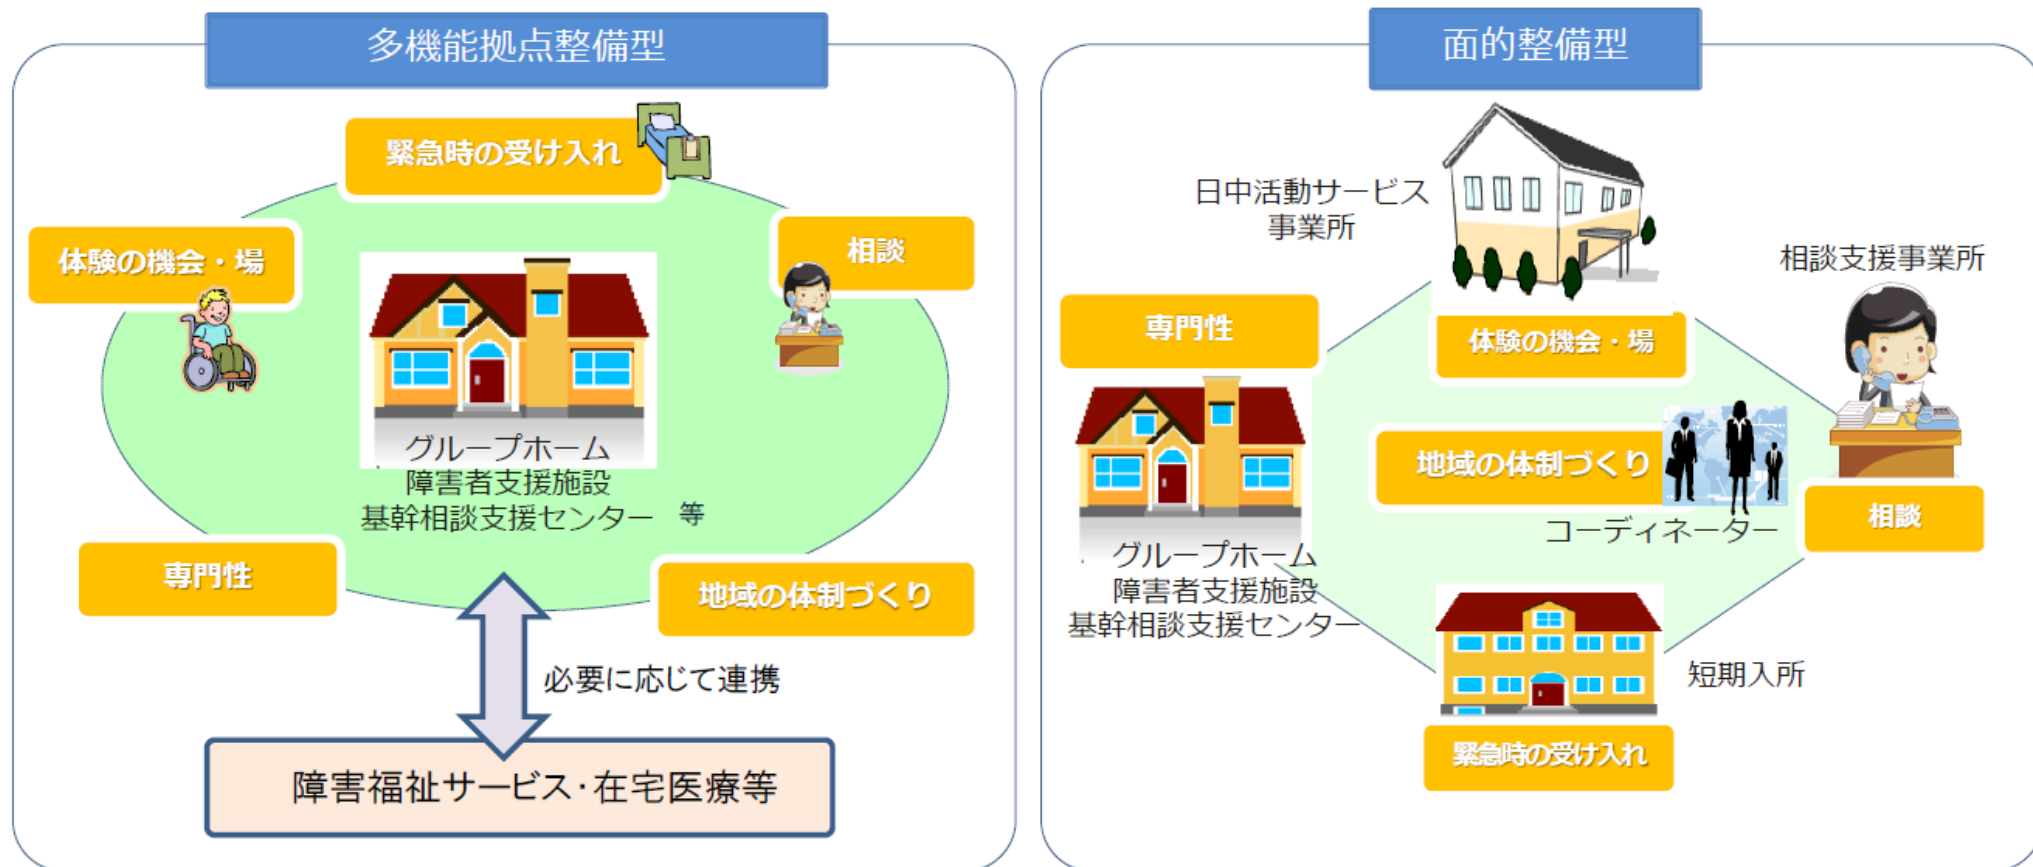 多機能拠点整備型
緊急時の受け入れ
体験の機会・場
相談
グループホーム
障害者支援施設
基幹相談支援センター 等
専門性
地域の体制づくり
必要に応じて連携
障害福祉サービス・在宅医療等
面的整備型
日中活動サービス
事業所
相談支援事業所
専門性
体験の機会・場
地域の体制づくり
コーディネーター
相談
グループホーム
障害者支援施設
基幹相談支援センター
短期入所
緊急時の受け入れ